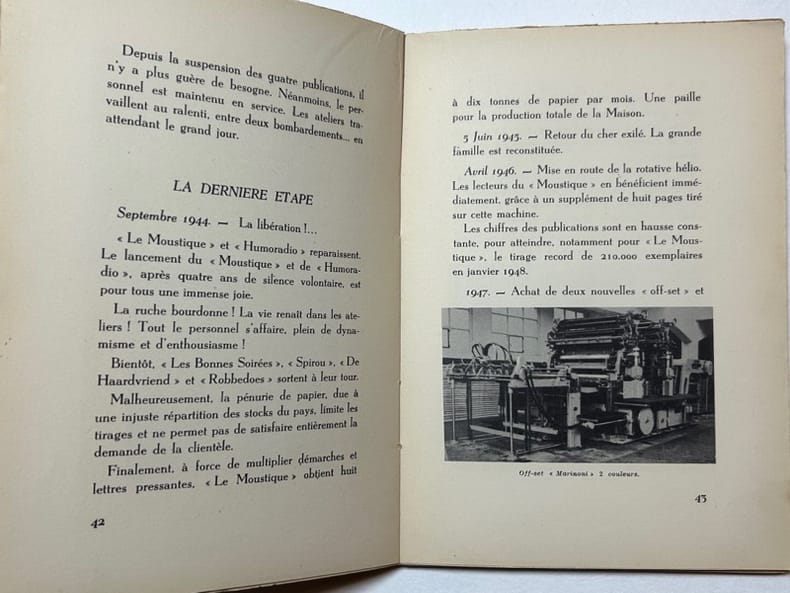 Depuis la suspension des quatre publications, il
n'y a plus guère de besogne. Néanmoins, le per-
sonnel est maintenu en service. Les ateliers tra-
vaillent au ralenti, entre deux bombardements... en
attendant le grand jour.
LA DERNIERE ETAPE
Septembre 1944. — La libération !...
« Le Moustique » et « Humoradio » reparaissent.
Le lancement du « Moustique » et de « Humora-
dio », après quatre ans de silence volontaire, est
pour tous une immense joie.
La ruche bourdonne ! La vie renaît dans les ate-
liers ! Tout le personnel s'affaire, plein de dyna-
misme et d'enthousiasme !
Bientôt, « Les Bonnes Soirées », « Spirou », « De
Haardvriend » et « Robbedoes » sortent à leur tour.
Malheureusement, la pénurie de papier, due à
une injuste répartition des stocks du pays, limite les
tirages et ne permet pas de satisfaire entièrement la
demande de la clientèle.
Finalement, à force de multiplier démarches et
lettres pressantes, « Le Moustique » obtient huit
42
à dix tonnes de papier par mois. Une paille
pour la production totale de la Maison.
5 Juin 1945. — Retour du cher exilé. La grande
famille est reconstituée.
Avril 1946. — Mise en route de la rotative hélio.
Les lecteurs du « Moustique » en bénéficient immé-
diatement, grâce à un supplément de huit pages tiré
sur cette machine.
Les chiffres des publications sont en hausse cons-
tante, pour atteindre, notamment pour « Le Mous-
tique », le tirage record de 210.000 exemplaires
en janvier 1948.
1947. — Achat de deux nouvelles « off-set » et
Off-set « Marinoni » 2 couleurs.
43